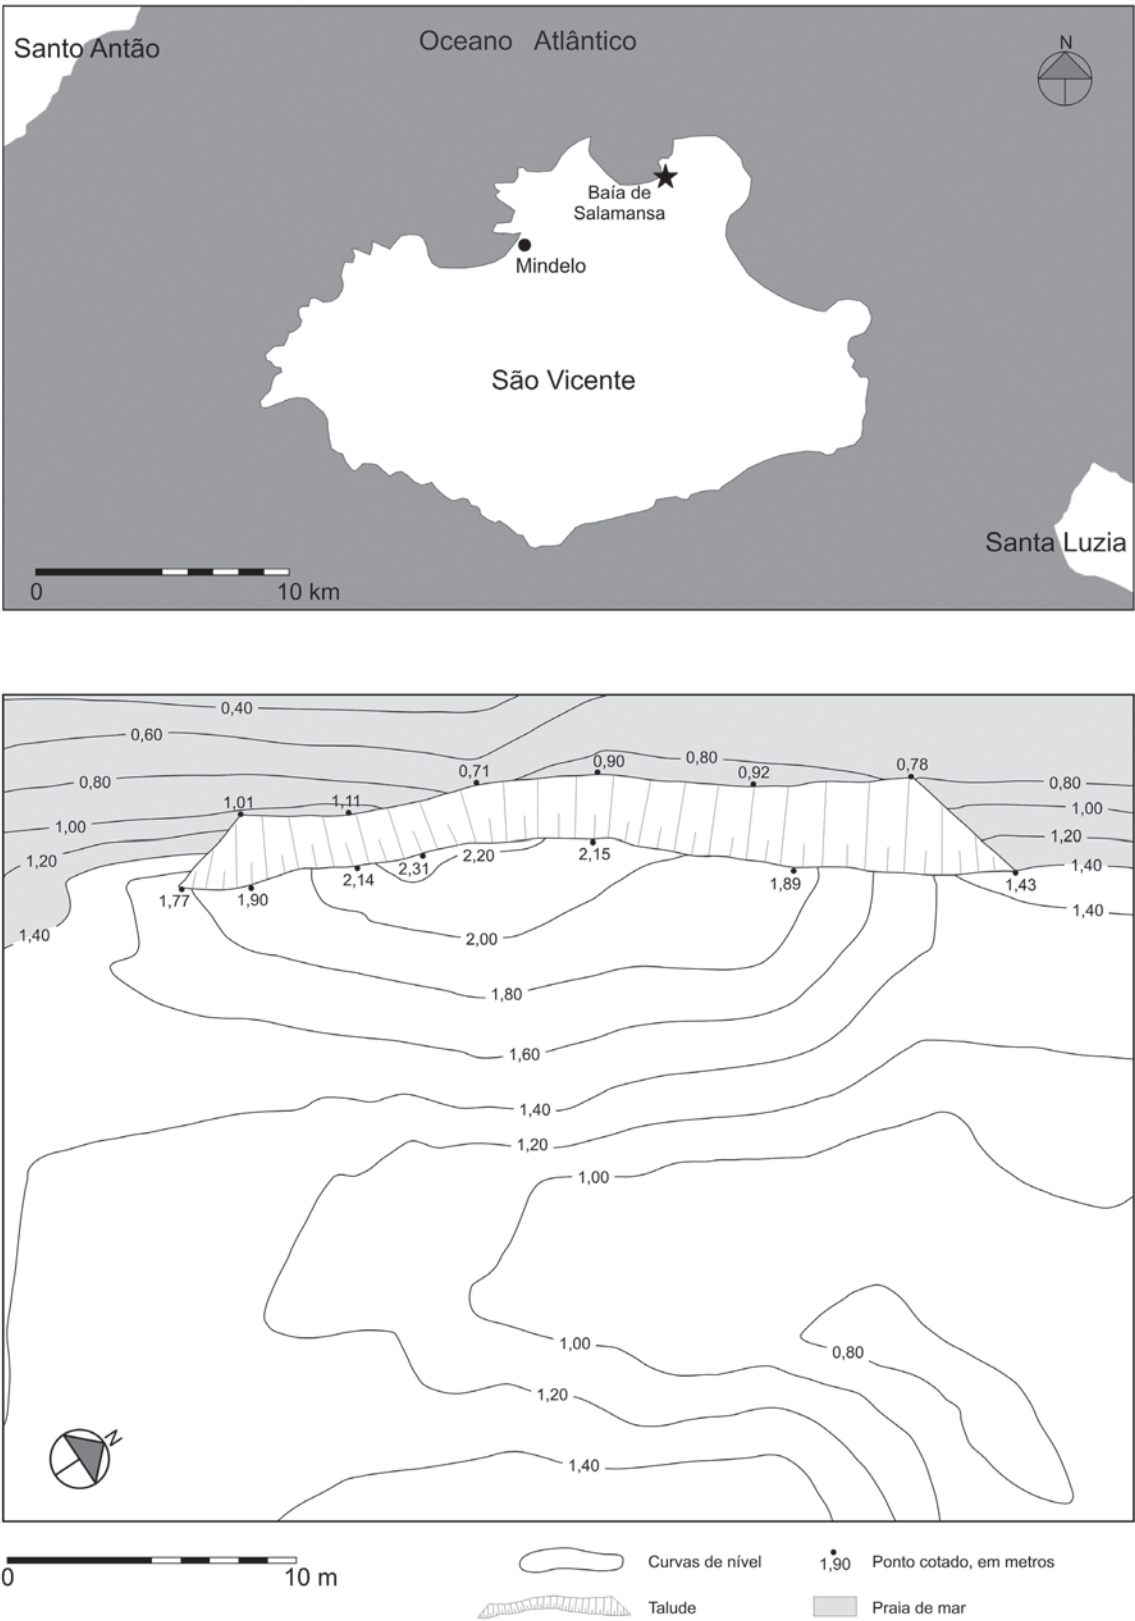 Santo Antão
Oceano Atlântico
N
Baía de
Salamansa
Mindelo
São Vicente
Santa Luzia
0
10 km
0,40
0,60
0,80
0,80
0,71
0,90
0,92
0,78
0,80
1,01
1,11
1,00
1,00
1,20
1,20
1,40
1,40
1,77
1,90
2,14
2,31
2,20
2,15
1,89
1,43
1,40
2,00
1,80
1,60
1,40
1,20
1,00
1,00
0,80
1,20
1,40
N
0
10 m
Curvas de nível
1,90
Ponto cotado, em metros
Talude
Praia de mar